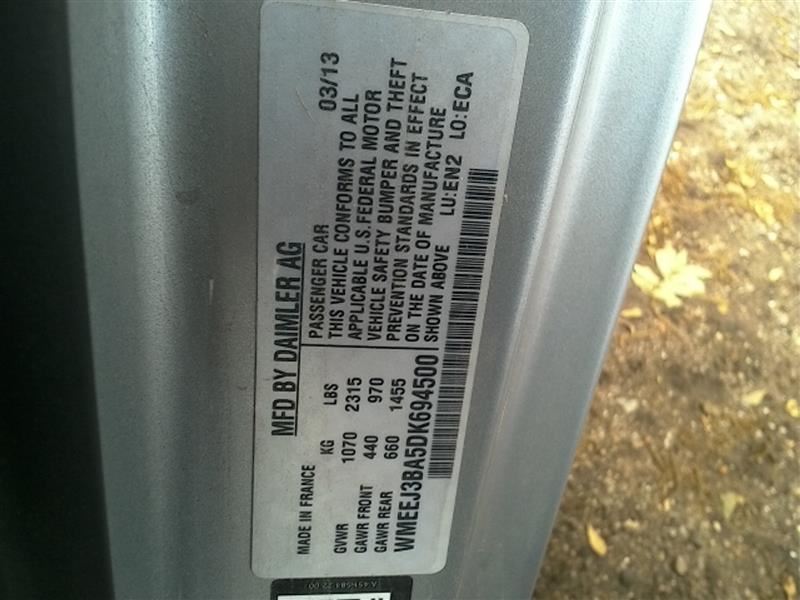 MFD BY DAIMLER AG 03/13
MADE IN FRANCE
KG LBS
GVWR 1070 2315
GAWR FRONT 440 970
GAWR REAR 660 1455
PASSENGER CAR
THIS VEHICLE CONFORMS TO ALL
APPLICABLE U.S.FEDERAL MOTOR
VEHICLE SAFETY BUMPER AND THEFT
PREVENTION STANDARDS IN EFFECT
ON THE DATE OF MANUFACTURE
SHOWN ABOVE LU:EN2 LO:ECA
WMEEJ3BA5DK694500